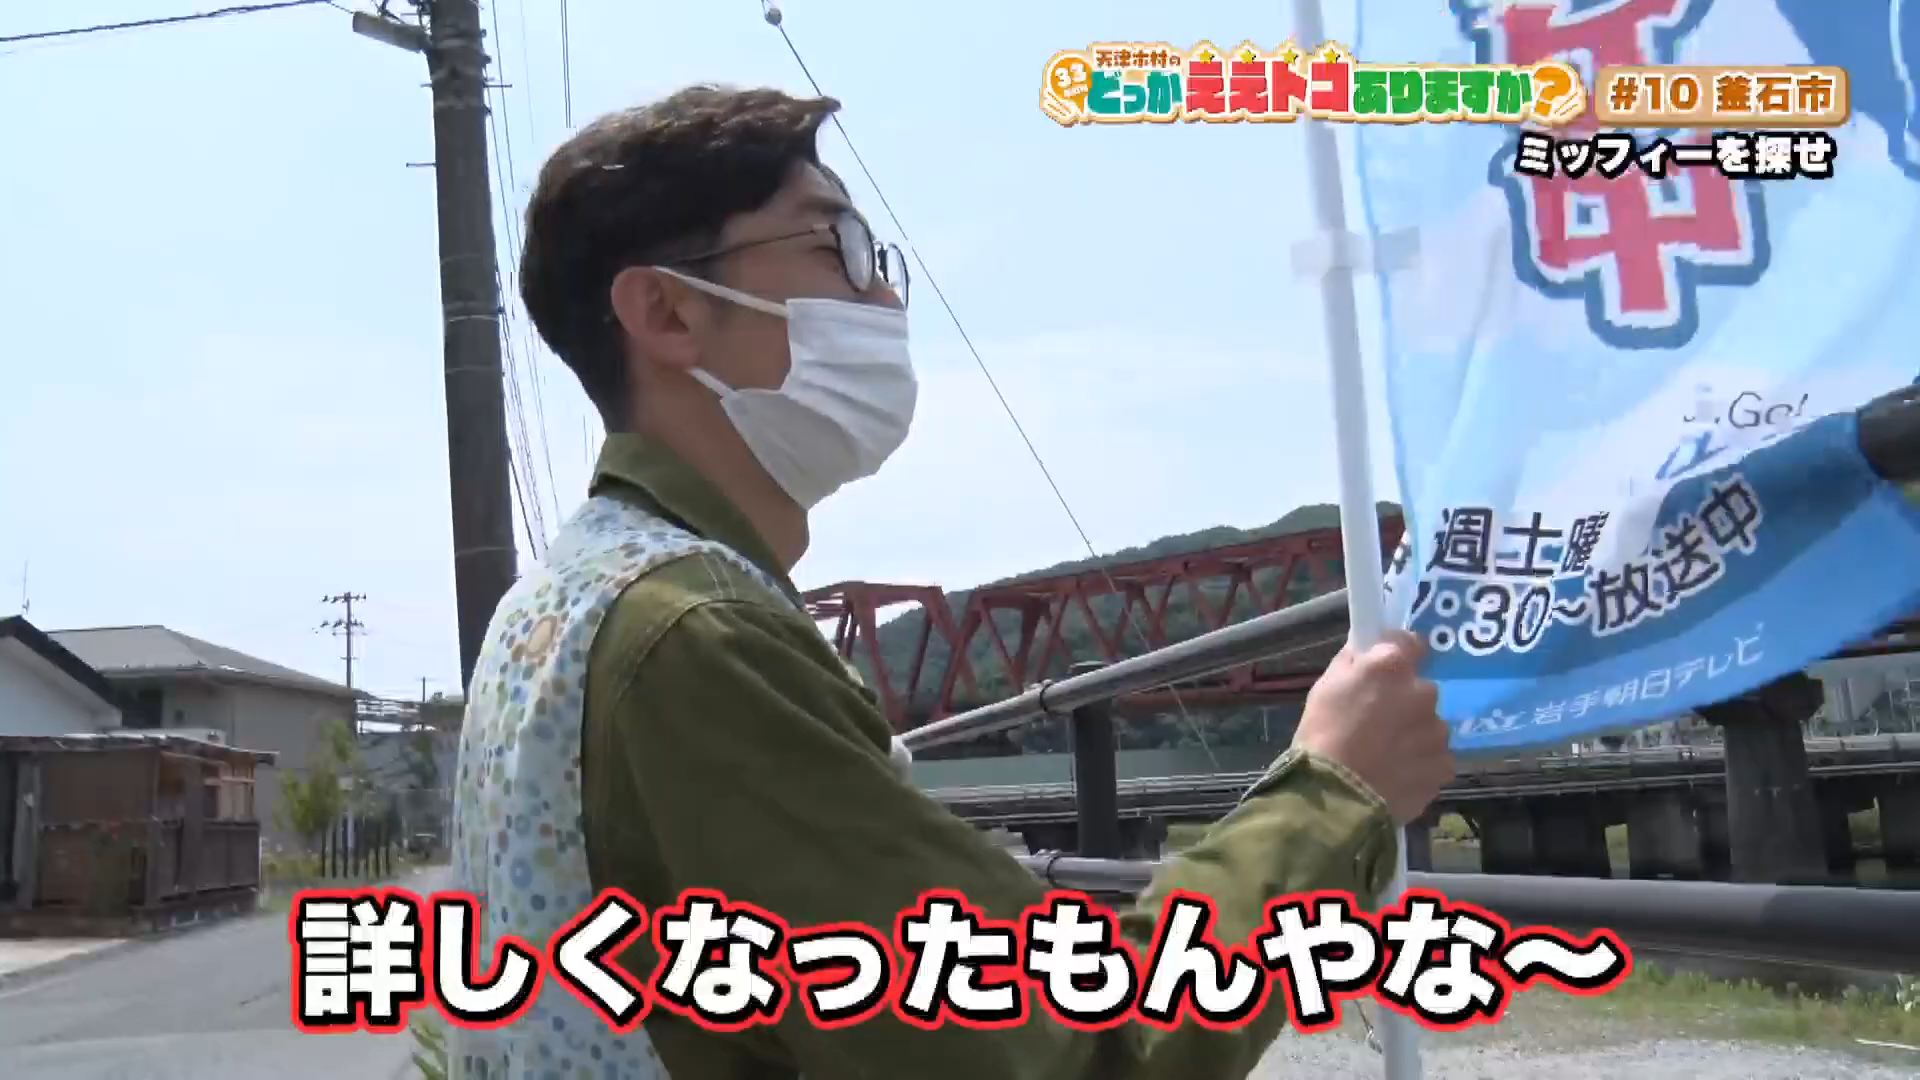 天津木村の
どっかええトコありますか?
#10 釜石市
ミッフィーを探せ
中
Go!
週土曜
:30~放送中
岩手朝日テレビ
詳しくなったもんやな〜